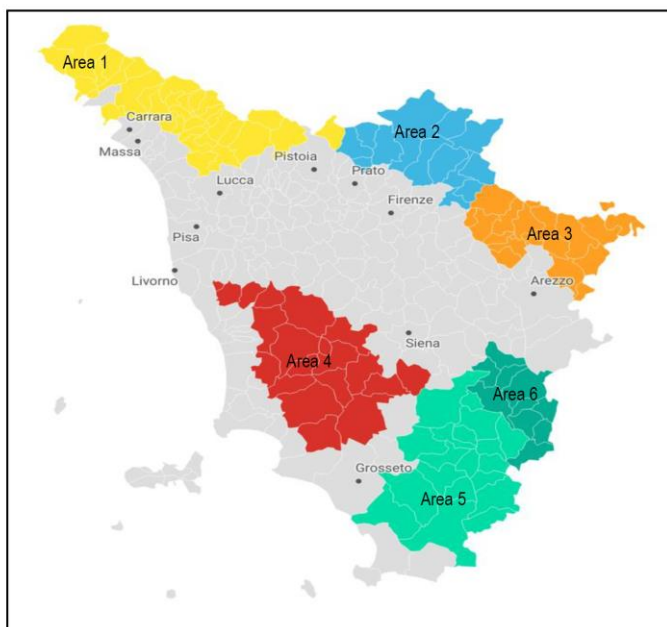 Area 1
Carrara
Massa
Area 2
Pistoia
Prato
Lucca
Firenze
Pisa
Area 3
Livorno
Arezzo
Siena
Area 4
Area 6
Grosseto
Area 5